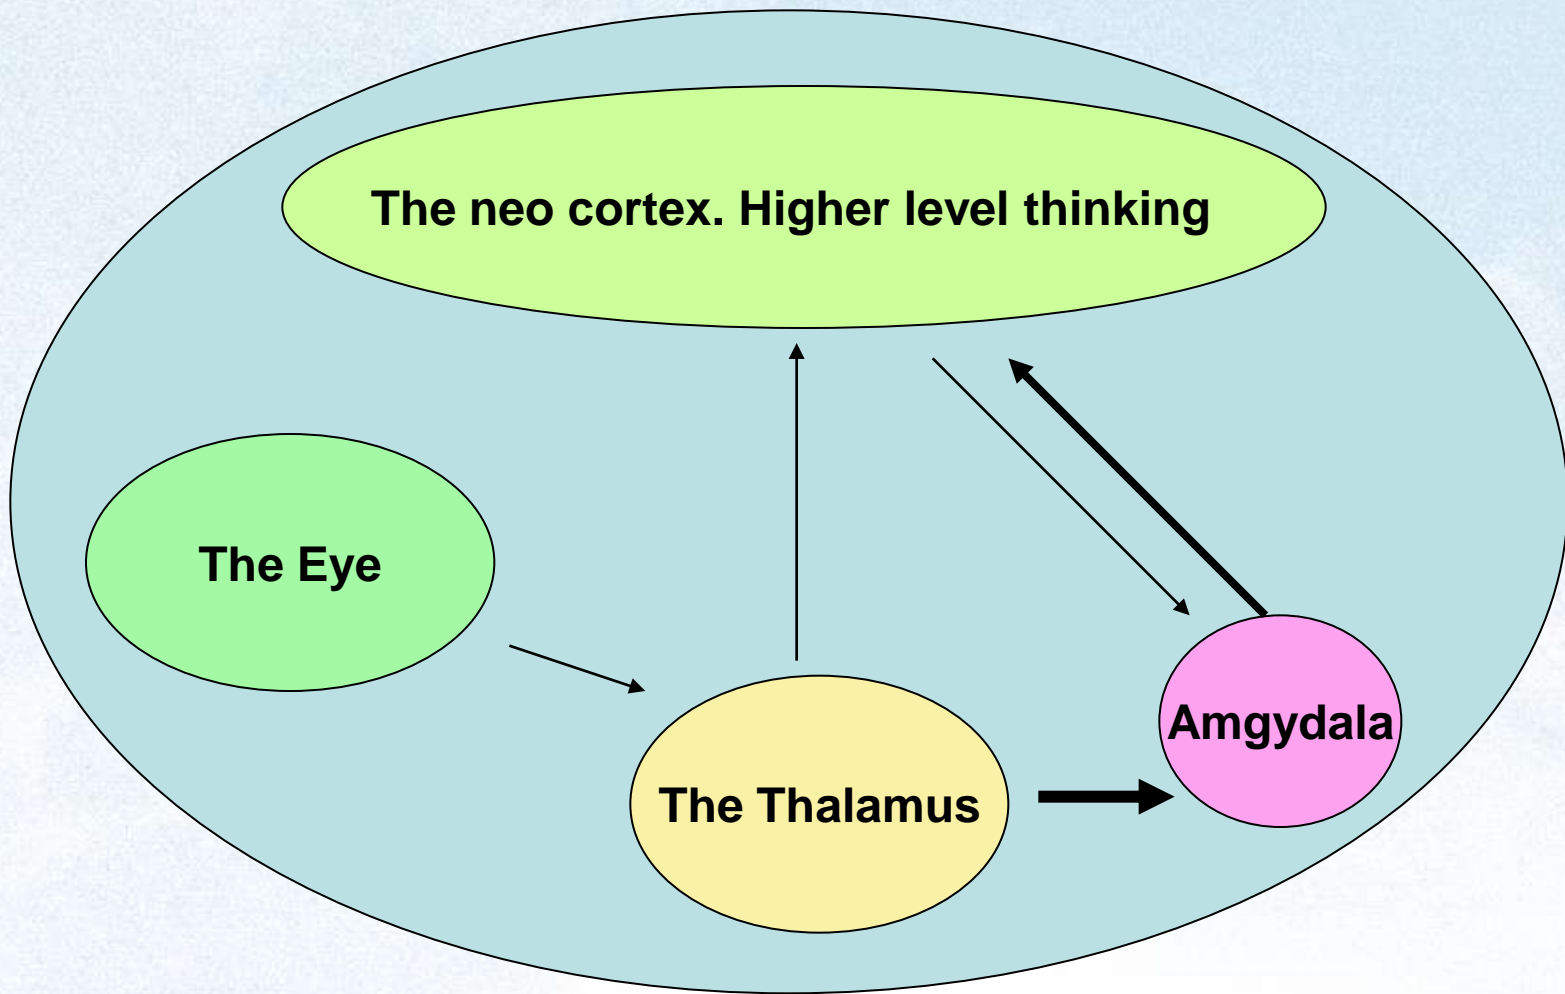 The neo cortex. Higher level thinking
The Eye
Amgydala
The Thalamus